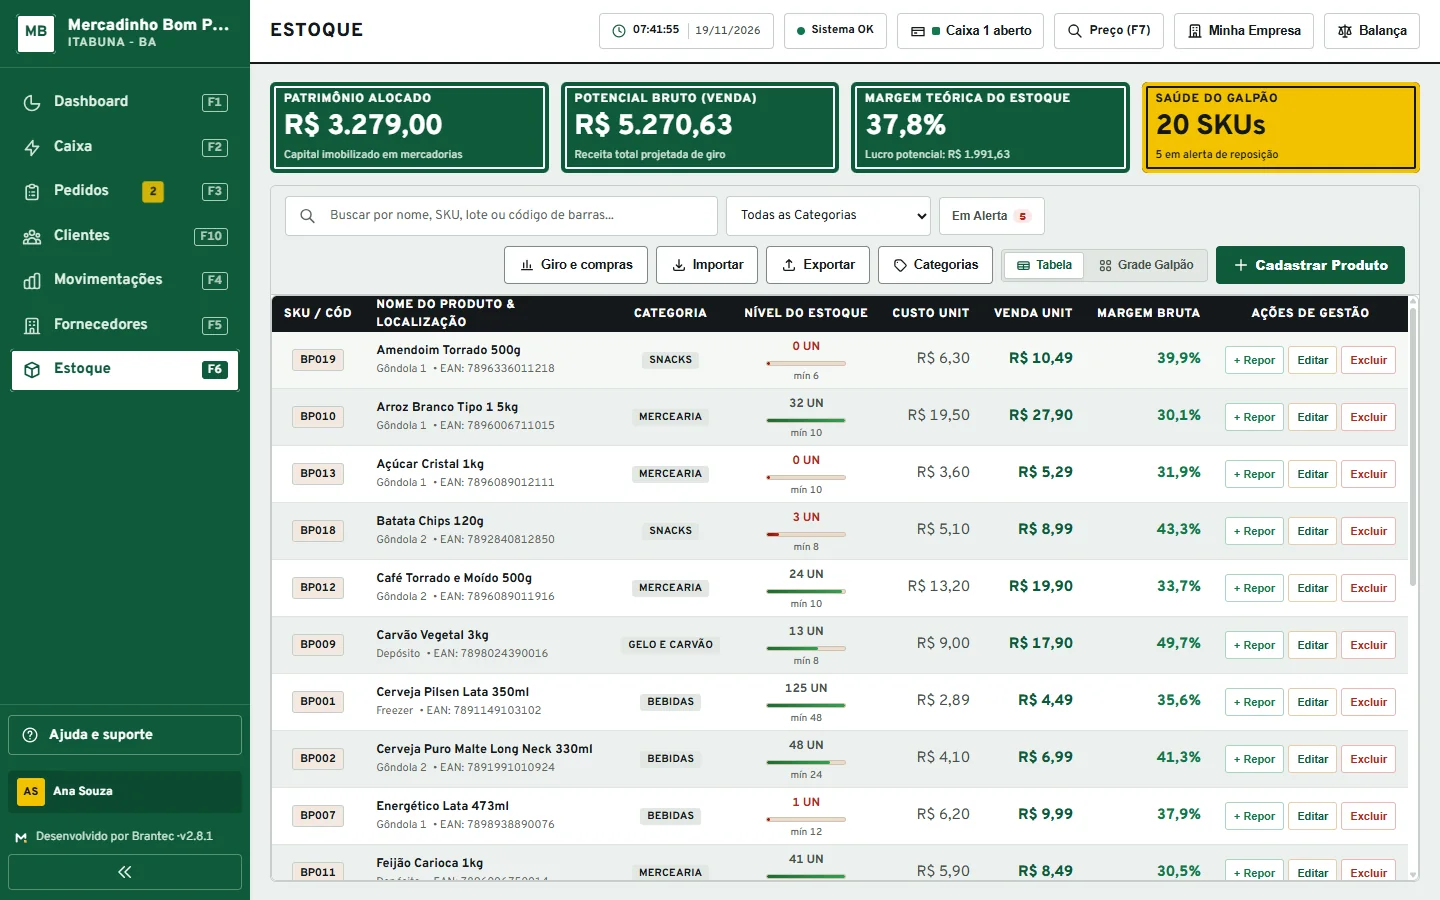 MB
Mercadinho Bom P...
ITABUNA - BA
Dashboard F1
Caixa F2
Pedidos 2 F3
Clientes F10
Movimentações F4
Fornecedores F5
Estoque F6
Ajuda e suporte
AS Ana Souza
Desenvolvido por Brantec -v2.8.1
ESTOQUE
07:41:55 19/11/2026
Sistema OK
Caixa 1 aberto
Preço (F7)
Minha Empresa
Balança
PATRIMÔNIO ALOCADO
R$ 3.279,00
Capital imobilizado em mercadorias
POTENCIAL BRUTO (VENDA)
R$ 5.270,63
Receita total projetada de giro
MARGEM TEÓRICA DO ESTOQUE
37,8%
Lucro potencial: R$ 1.991,63
SAÚDE DO GALPÃO
20 SKUs
5 em alerta de reposição
Buscar por nome, SKU, lote ou código de barras...
Todas as Categorias
Em Alerta 5
Giro e compras
Importar
Exportar
Categorias
Tabela
Grade Galpão
+ Cadastrar Produto
SKU / CÓD
NOME DO PRODUTO &
LOCALIZAÇÃO
CATEGORIA
NÍVEL DO ESTOQUE
CUSTO UNIT
VENDA UNIT
MARGEM BRUTA
AÇÕES DE GESTÃO
BP019
Amendoim Torrado 500g
Gôndola 1 • EAN: 7896336011218
SNACKS
0 UN
mín 6
R$ 6,30
R$ 10,49
39,9%
+ Repor Editar Excluir
BP010
Arroz Branco Tipo 1 5kg
Gôndola 1 • EAN: 7896006711015
MERCEARIA
32 UN
mín 10
R$ 19,50
R$ 27,90
30,1%
+ Repor Editar Excluir
BP013
Açúcar Cristal 1kg
Gôndola 1 • EAN: 7896089012111
MERCEARIA
0 UN
mín 10
R$ 3,60
R$ 5,29
31,9%
+ Repor Editar Excluir
BP018
Batata Chips 120g
Gôndola 2 • EAN: 7892840812850
SNACKS
3 UN
mín 8
R$ 5,10
R$ 8,99
43,3%
+ Repor Editar Excluir
BP012
Café Torrado e Moído 500g
Gôndola 2 • EAN: 7896089011916
MERCEARIA
24 UN
mín 10
R$ 13,20
R$ 19,90
33,7%
+ Repor Editar Excluir
BP009
Carvão Vegetal 3kg
Depósito • EAN: 7898024390016
GELO E CARVÃO
13 UN
mín 8
R$ 9,00
R$ 17,90
49,7%
+ Repor Editar Excluir
BP001
Cerveja Pilsen Lata 350ml
Freezer • EAN: 7891149103102
BEBIDAS
125 UN
mín 48
R$ 2,89
R$ 4,49
35,6%
+ Repor Editar Excluir
BP002
Cerveja Puro Malte Long Neck 330ml
Gôndola 2 • EAN: 7891991010924
BEBIDAS
48 UN
mín 24
R$ 4,10
R$ 6,99
41,3%
+ Repor Editar Excluir
BP007
Energético Lata 473ml
Gôndola 1 • EAN: 7898938890076
BEBIDAS
1 UN
mín 12
R$ 6,20
R$ 9,99
37,9%
+ Repor Editar Excluir
BP011
Feijão Carioca 1kg
MERCEARIA
41 UN
R$ 5,90
R$ 8,49
30,5%
+ Repor Editar Excluir